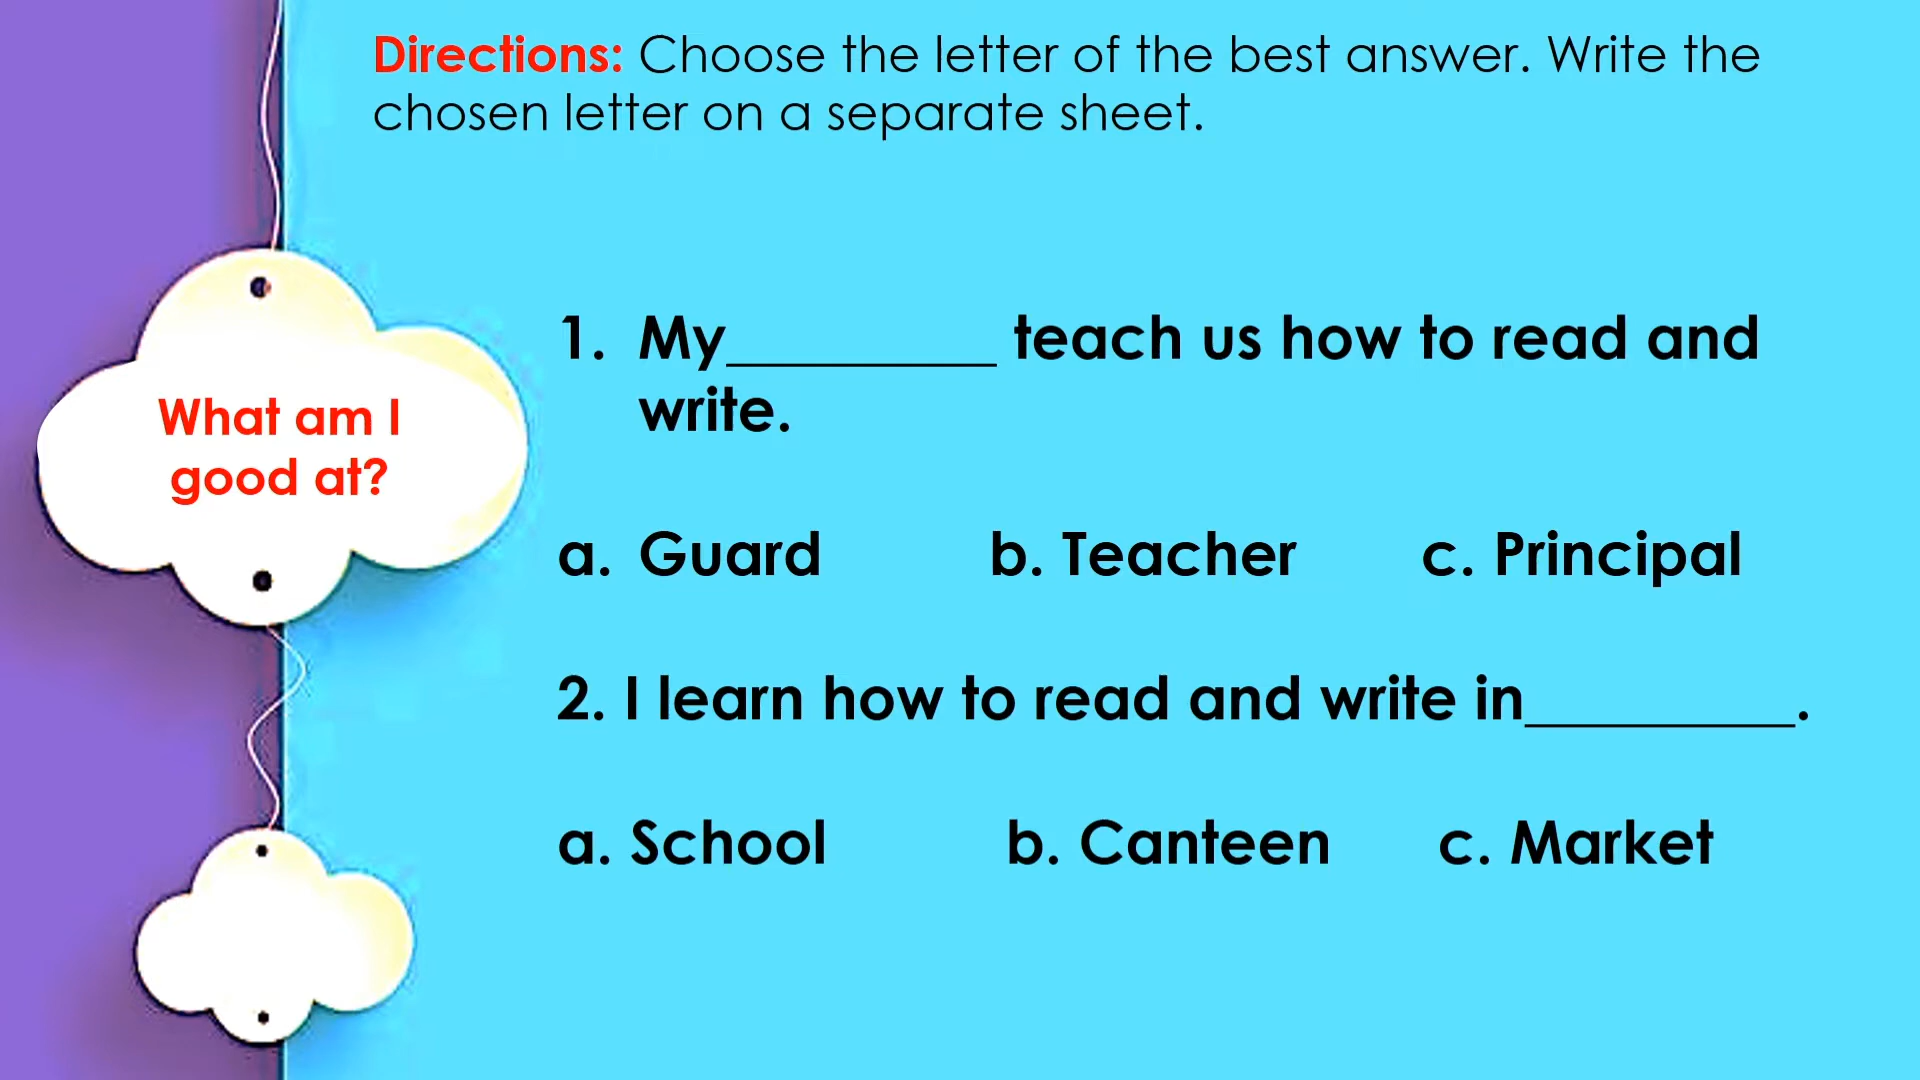 Directions: Choose the letter of the best answer. Write the
chosen letter on a separate sheet.
What am I
good at?
1. My_________ teach us how to read and
write.
a. Guard b. Teacher c. Principal
2. I learn how to read and write in_________.
a. School b. Canteen c. Market